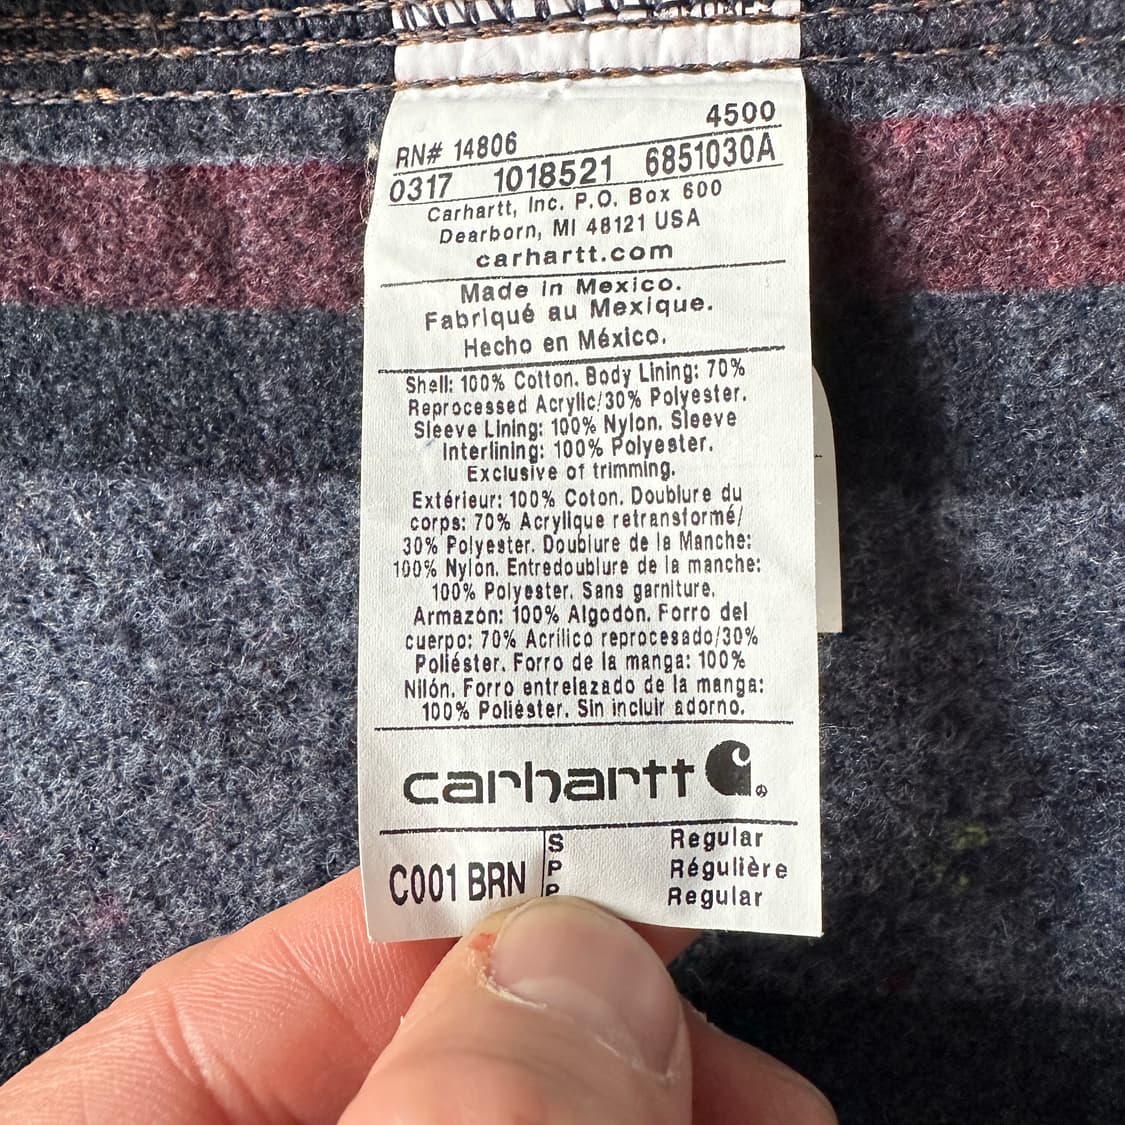 4500
RN# 14806
0317 1018521 6851030A
Carhartt, Inc. P.O. Box 600
Dearborn, MI 48121 USA
carhartt.com
Made in Mexico.
Fabriqué au Mexique.
Hecho en México.
Shell: 100% Cotton. Body Lining: 70%
Reprocessed Acrylic/30% Polyester.
Sleeve Lining: 100% Nylon. Sleeve
Interlining: 100% Polyester.
Exclusive of trimming.
Extérieur: 100% Coton. Doublure du
corps: 70% Acrylique retransformé/
30% Polyester. Doublure de la Manche:
100% Nylon. Entredoublure de la manche:
100% Polyester. Sans garniture.
Armazón: 100% Algodón. Forro del
cuerpo: 70% Acrílico reprocesado/30%
Poliéster. Forro de la manga: 100%
Nilón. Forro entrelazado de la manga:
100% Poliéster. Sin incluir adorno.
carhartt
C001 BRN
S Regular
P Régulière
P Regular